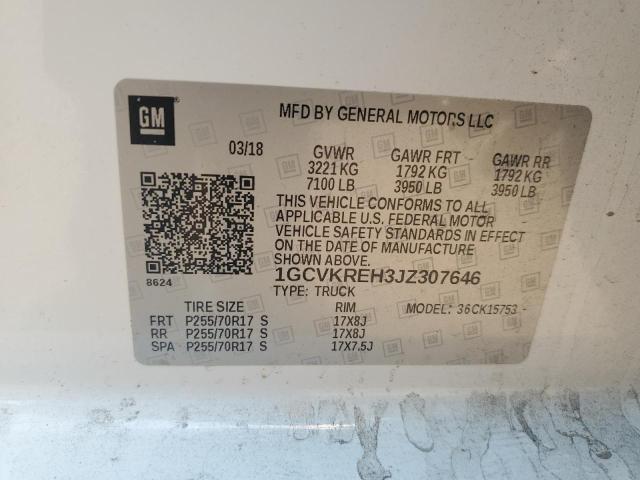 GM
MFD BY GENERAL MOTORS LLC
03/18 GVWR GAWR FRT GAWR RR
3221 KG 1792 KG 1792 KG
7100 LB 3950 LB 3950 LB
THIS VEHICLE CONFORMS TO ALL
APPLICABLE U.S. FEDERAL MOTOR
VEHICLE SAFETY STANDARDS IN EFFECT
ON THE DATE OF MANUFACTURE
SHOWN ABOVE.
8624 1GCVKREH3JZ307646
TYPE: TRUCK MODEL: 36CK15753 -
TIRE SIZE RIM
FRT P255/70R17 S 17X8J
RR P255/70R17 S 17X8J
SPA P255/70R17 S 17X7.5J